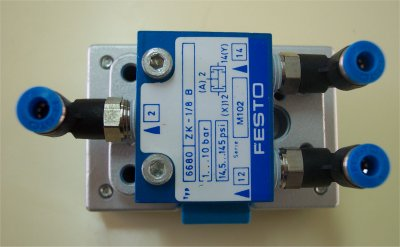 Typ 6680 ZK-1/8 B
1...10 bar (A) 2
14,5...145 psi (X)12 14(Y)
Serie M102
FESTO
2
12
14